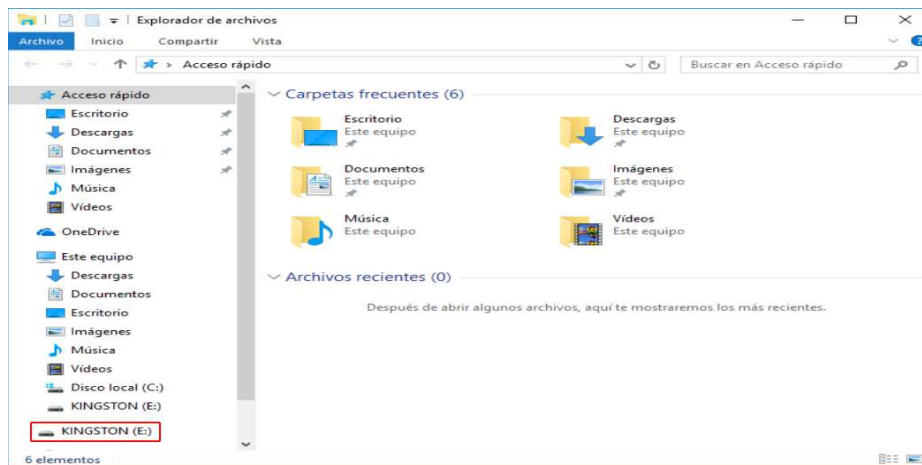 Explorador de archivos
Archivo Inicio Compartir Vista
Acceso rápido
Buscar en Acceso rápido
Acceso rápido
Escritorio
Descargas
Documentos
Imágenes
Música
Vídeos
OneDrive
Este equipo
Descargas
Documentos
Escritorio
Imágenes
Música
Vídeos
Disco local (C:)
KINGSTON (E:)
KINGSTON (E:)
Carpetas frecuentes (6)
Escritorio
Este equipo
Descargas
Este equipo
Documentos
Este equipo
Imágenes
Este equipo
Música
Este equipo
Vídeos
Este equipo
Archivos recientes (0)
Después de abrir algunos archivos, aquí te mostraremos los más recientes.
6 elementos